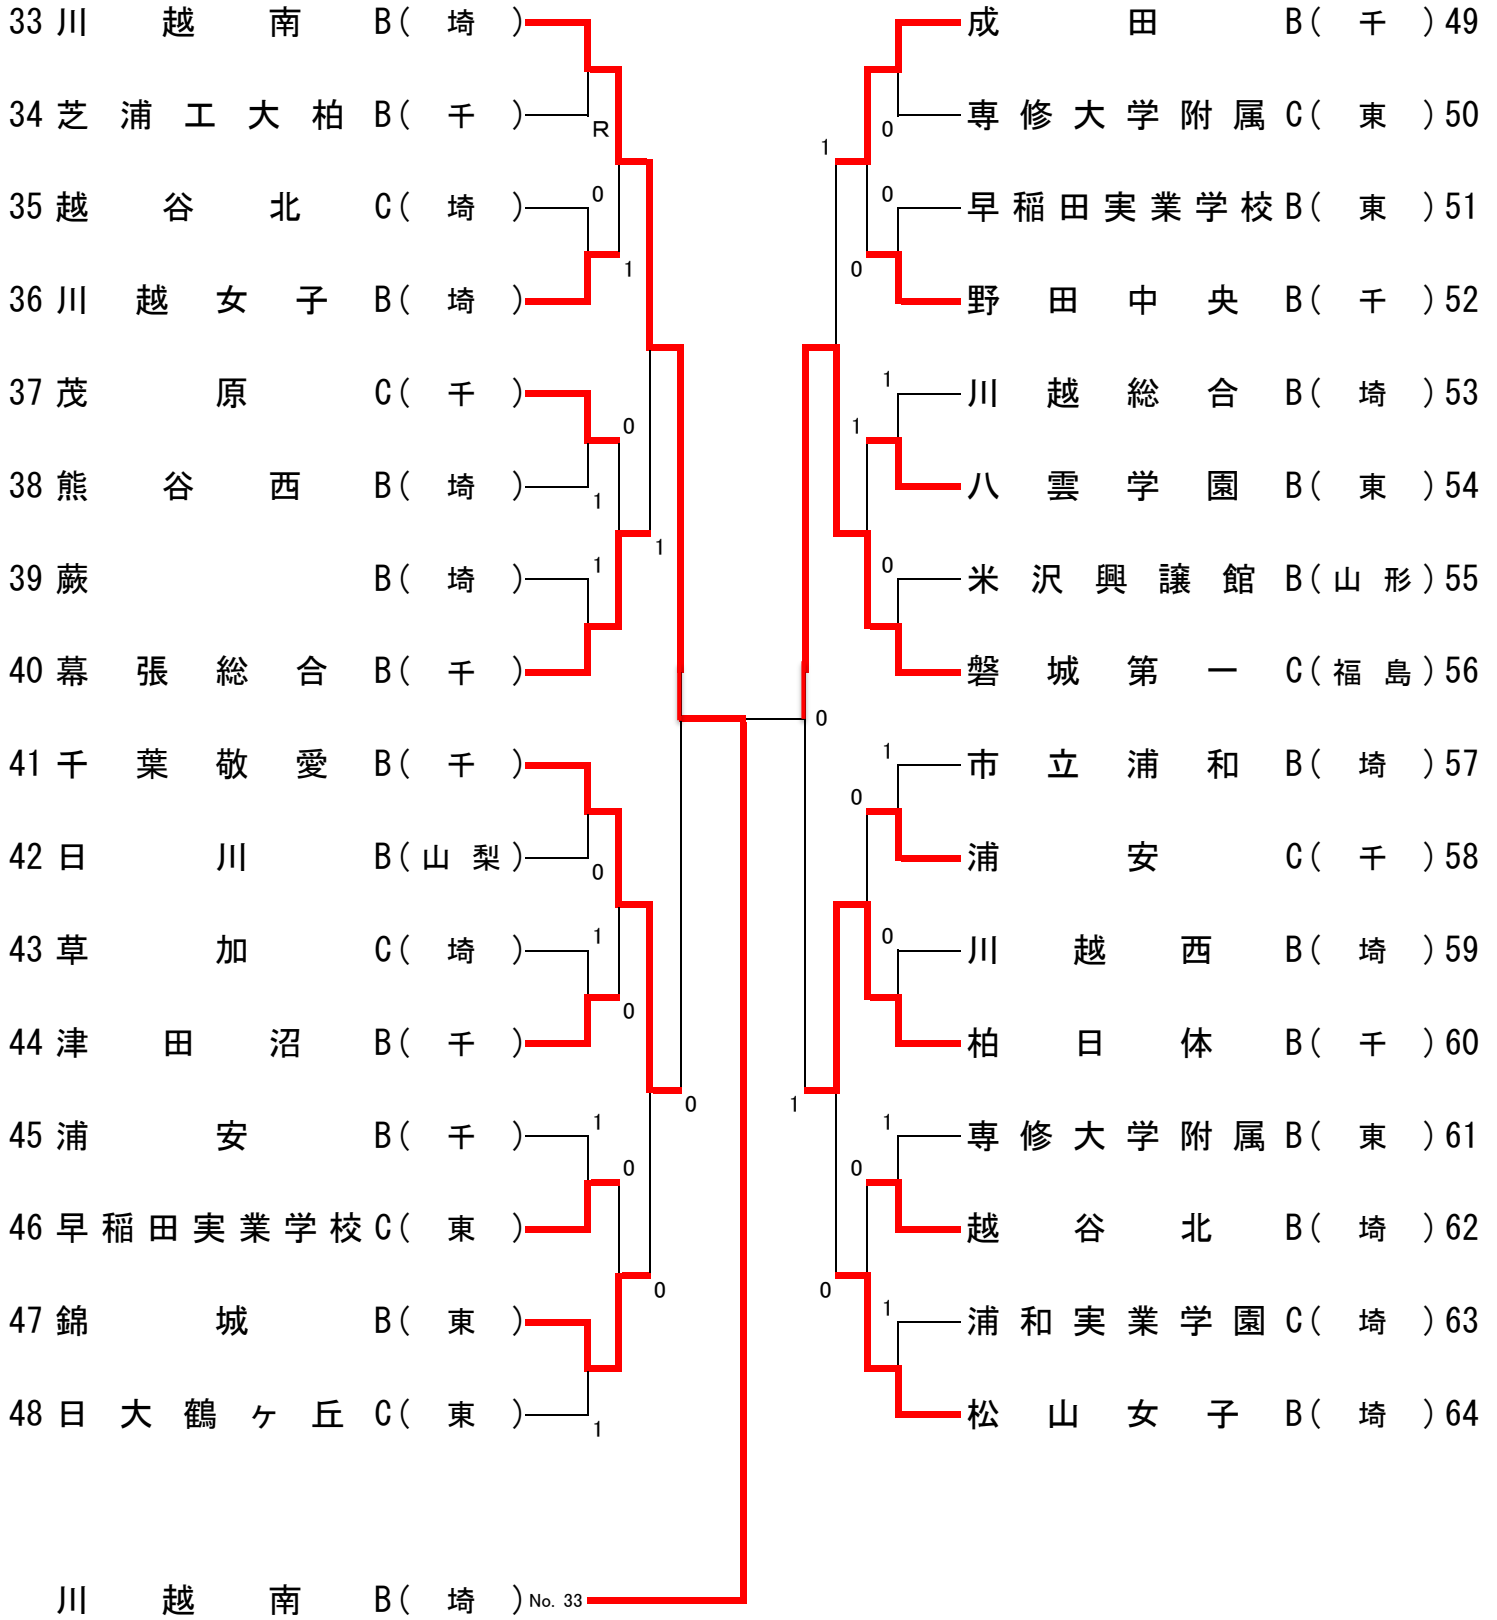 33 川越南 B(埼)
34 芝浦工大柏 B(千)
R
35 越谷北 C(埼)
0
36 川越女子 B(埼)
1
37 茂原 C(千)
0
38 熊谷西 B(埼)
1
39 蕨 B(埼)
1
1
40 幕張総合 B(千)
41 千葉敬愛 B(千)
42 日川 B(山梨)
0
43 草加 C(埼)
1
44 津田沼 B(千)
0
0
45 浦安 B(千)
1
46 早稲田実業学校 C(東)
0
47 錦城 B(東)
0
48 日大鶴ヶ丘 C(東)
1
成田 B(千) 49
専修大学附属 C(東) 50
0
1
早稲田実業学校 B(東) 51
0
野田中央 B(千) 52
0
川越総合 B(埼) 53
1
八雲学園 B(東) 54
1
米沢興譲館 B(山形) 55
0
磐城第一 C(福島) 56
0
市立浦和 B(埼) 57
1
浦安 C(千) 58
0
川越西 B(埼) 59
0
柏日体 B(千) 60
1
専修大学附属 B(東) 61
1
越谷北 B(埼) 62
0
浦和実業学園 C(埼) 63
1
0
松山女子 B(埼) 64
川越南 B(埼) No. 33